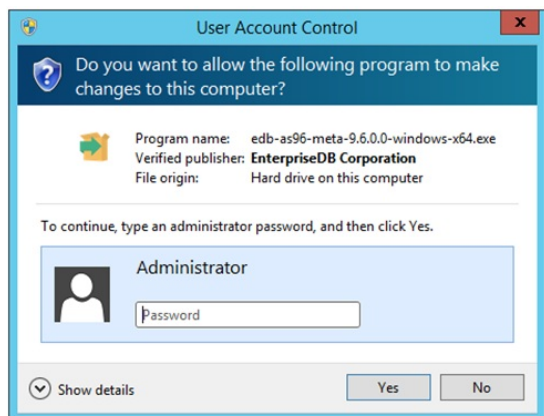 User Account Control
x
Do you want to allow the following program to make
changes to this computer?
Program name: edb-as96-meta-9.6.0.0-windows-x64.exe
Verified publisher: EnterpriseDB Corporation
File origin: Hard drive on this computer
To continue, type an administrator password, and then click Yes.
Administrator
Password
Show details Yes No